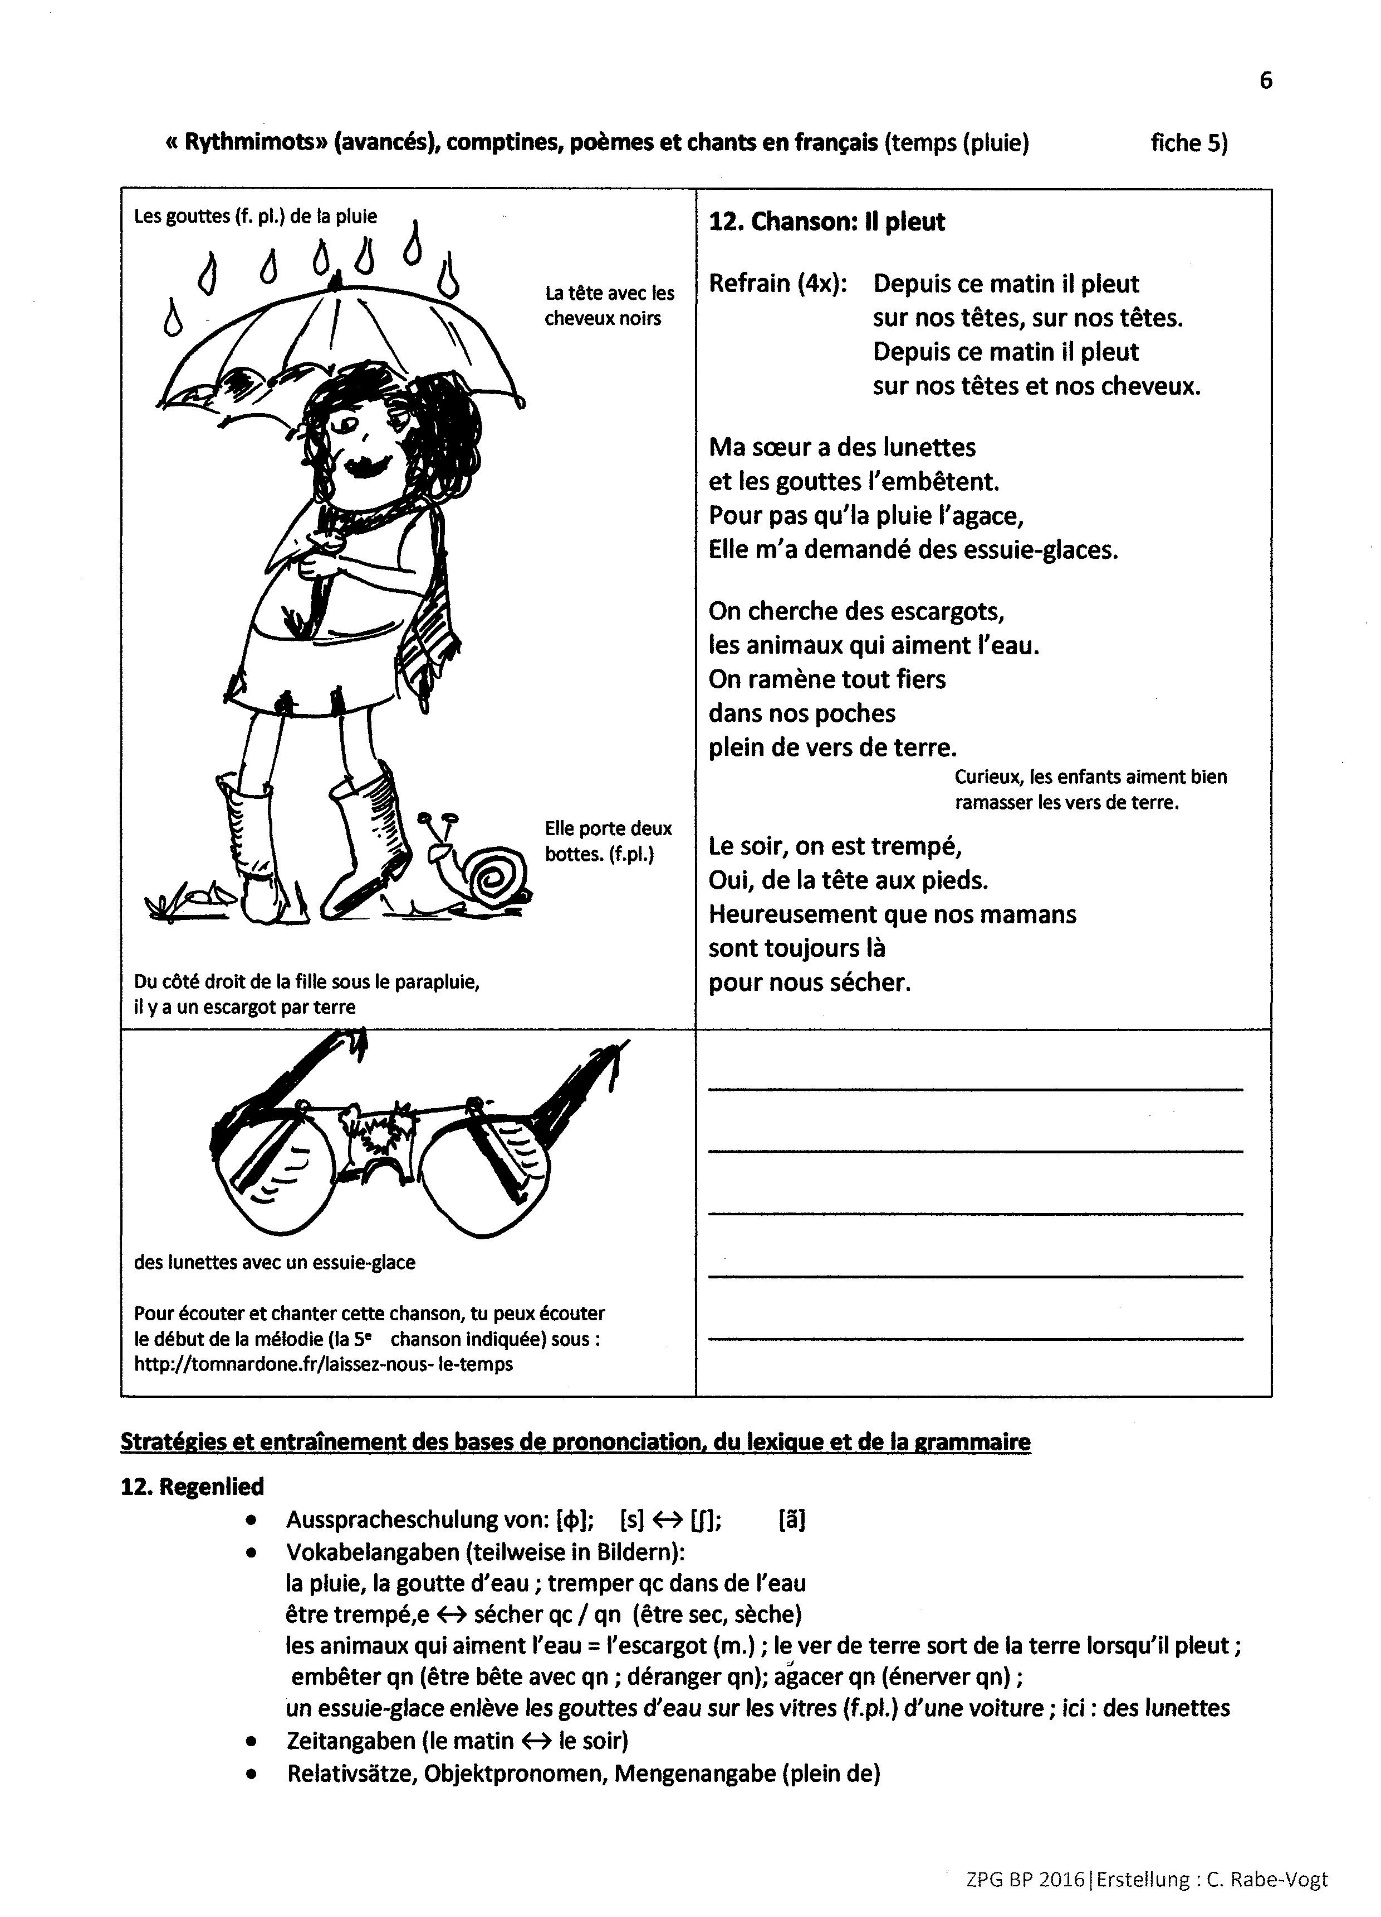 6
« Rythmimots» (avancés), comptines, poèmes et chants en français (temps (pluie) fiche 5)
Les gouttes (f. pl.) de la pluie
La tête avec les
cheveux noirs
Elle porte deux
bottes. (f.pl.)
Du côté droit de la fille sous le parapluie,
il y a un escargot par terre
12. Chanson: Il pleut
Refrain (4x): Depuis ce matin il pleut
sur nos têtes, sur nos têtes.
Depuis ce matin il pleut
sur nos têtes et nos cheveux.
Ma sœur a des lunettes
et les gouttes l’embêtent.
Pour pas qu’la pluie l’agace,
Elle m’a demandé des essuie-glaces.
On cherche des escargots,
les animaux qui aiment l’eau.
On ramène tout fiers
dans nos poches
plein de vers de terre.
Curieux, les enfants aiment bien
ramasser les vers de terre.
Le soir, on est trempé,
Oui, de la tête aux pieds.
Heureusement que nos mamans
sont toujours là
pour nous sécher.
des lunettes avec un essuie-glace
Pour écouter et chanter cette chanson, tu peux écouter
le début de la mélodie (la 5e chanson indiquée) sous :
http://tomnardone.fr/laissez-nous- le-temps
Stratégies et entraînement des bases de prononciation, du lexique et de la grammaire
12. Regenlied
• Ausspracheschulung von: [ɸ]; [s] ↔ [ʃ]; [ã]
• Vokabelangaben (teilweise in Bildern):
la pluie, la goutte d’eau ; tremper qc dans de l’eau
être trempé,e ↔ sécher qc / qn (être sec, sèche)
les animaux qui aiment l’eau = l’escargot (m.) ; le ver de terre sort de la terre lorsqu’il pleut ;
embêter qn (être bête avec qn ; déranger qn); agacer qn (énerver qn) ;
un essuie-glace enlève les gouttes d’eau sur les vitres (f.pl.) d’une voiture ; ici : des lunettes
• Zeitangaben (le matin ↔ le soir)
• Relativsätze, Objektpronomen, Mengenangabe (plein de)
ZPG BP 2016|Erstellung : C. Rabe-Vogt